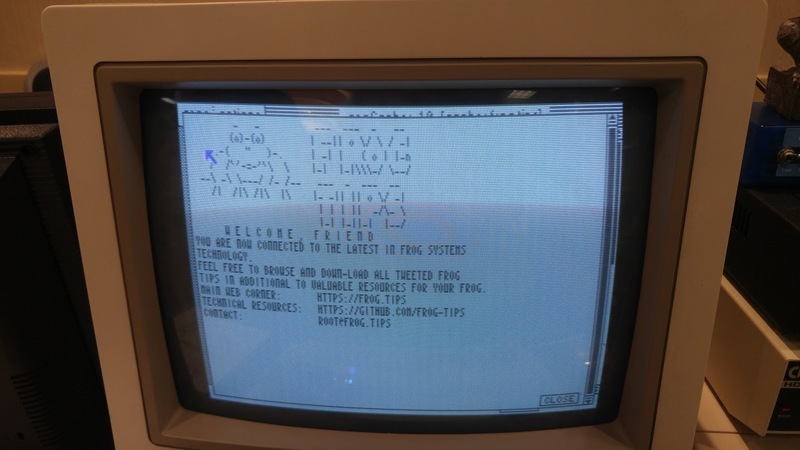 WELCOME, FRIEND
YOU ARE NOW CONNECTED TO THE LATEST IN FROG SYSTEMS
TECHNOLOGY.
FEEL FREE TO BROWSE AND DOWN-LOAD ALL TWEETED FROG
TIPS IN ADDITIONAL TO VALUABLE RESOURCES FOR YOUR FROG.
MAIN WEB CORNER: HTTPS://FROG.TIPS
TECHNICAL RESOURCES: HTTPS://GITHUB.COM/FROG-TIPS
CONTACT: ROOT@FROG.TIPS
CLOSE